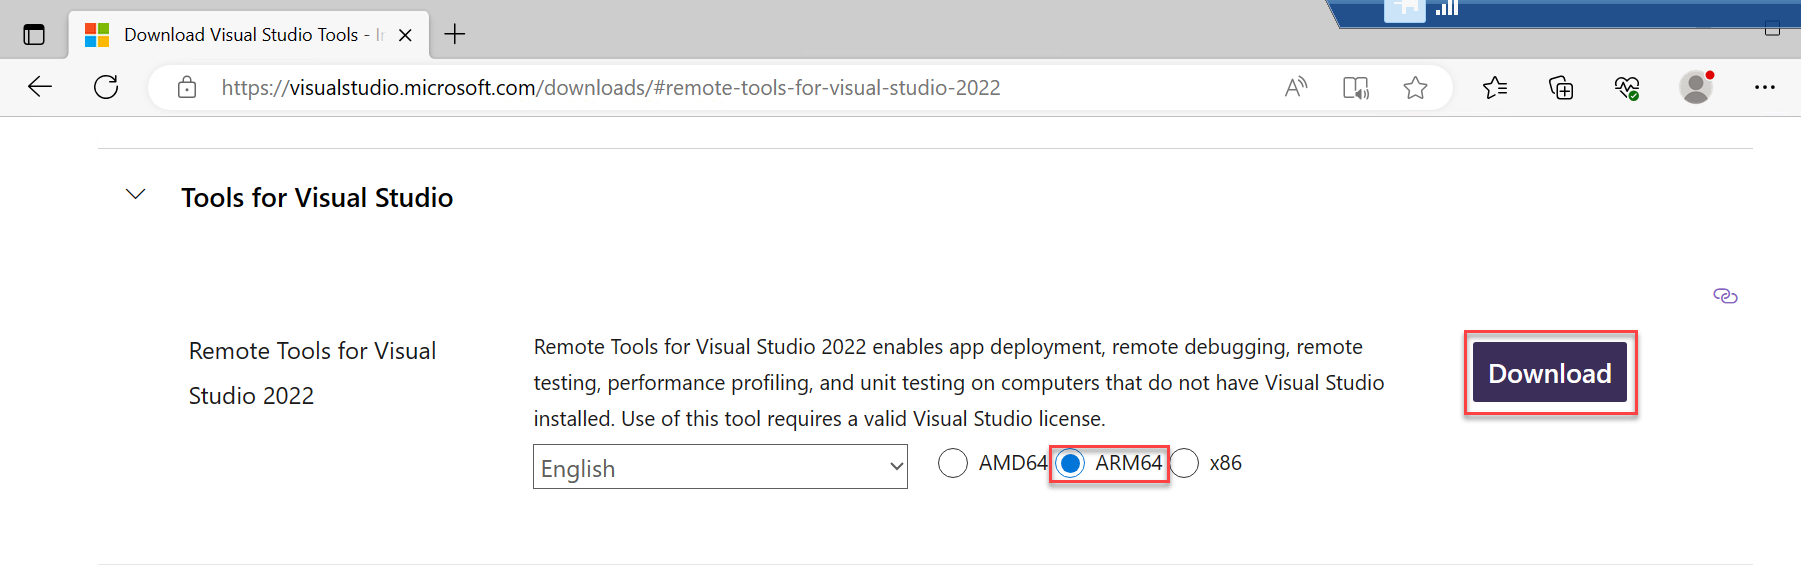 Download Visual Studio Tools - I
https://visualstudio.microsoft.com/downloads/#remote-tools-for-visual-studio-2022
Tools for Visual Studio
Remote Tools for Visual
Studio 2022
Remote Tools for Visual Studio 2022 enables app deployment, remote debugging, remote
testing, performance profiling, and unit testing on computers that do not have Visual Studio
installed. Use of this tool requires a valid Visual Studio license.
English
AMD64 ARM64 x86
Download